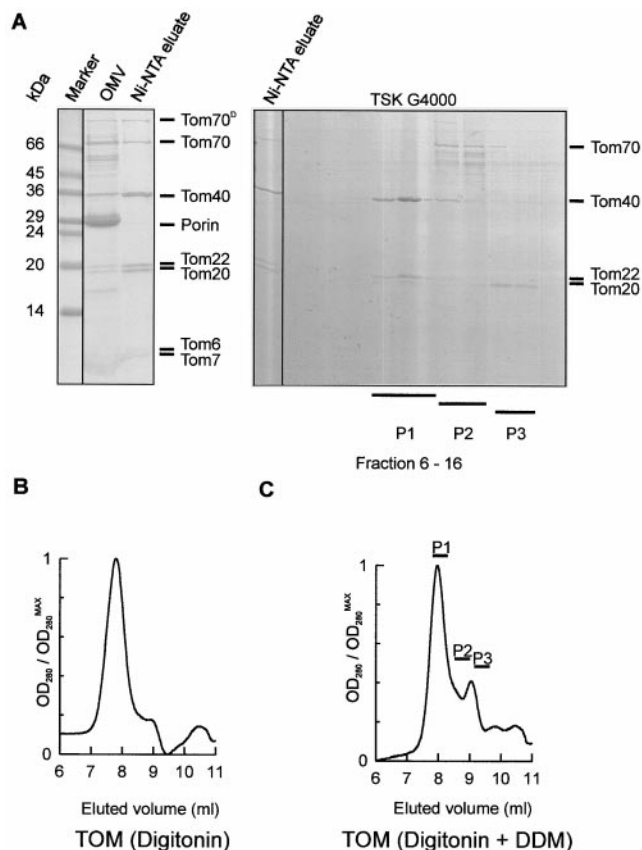 A
kDa
Marker
OMV
Ni-NTA eluate
Ni-NTA eluate
TSK G4000
66
45
36
29
24
20
14
Tom70ᴰ
Tom70
Tom40
Porin
Tom22
Tom20
Tom6
Tom7
Tom70
Tom40
Tom22
Tom20
P1 P2 P3
Fraction 6 - 16
B
OD280 / OD280MAX
1
0
6 7 8 9 10 11
Eluted volume (ml)
TOM (Digitonin)
C
P1
P2
P3
OD280 / OD280MAX
1
0
6 7 8 9 10 11
Eluted volume (ml)
TOM (Digitonin + DDM)